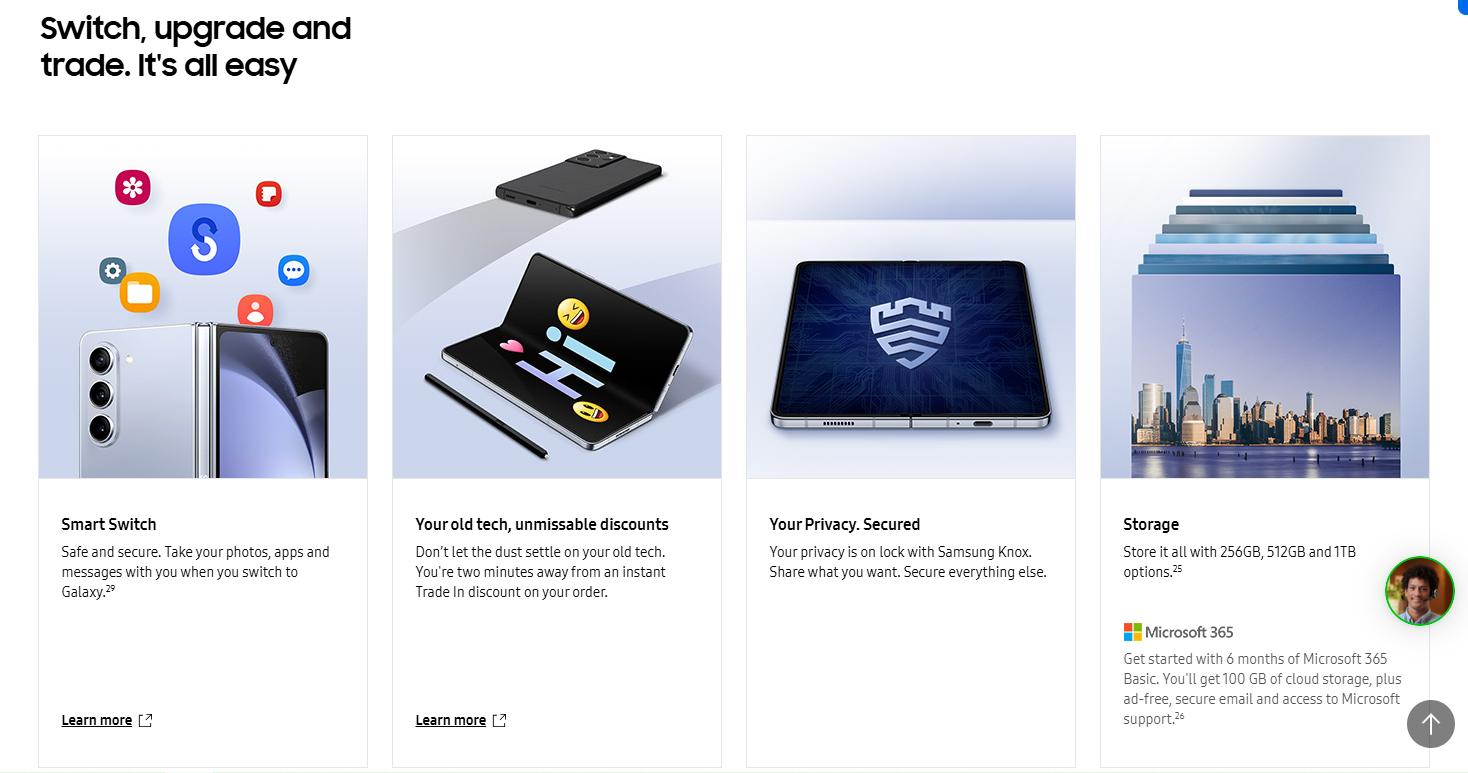 Switch, upgrade and
trade. It's all easy
Hi
Smart Switch
Safe and secure. Take your photos, apps and
messages with you when you switch to
Galaxy.29
Learn more
Your old tech, unmissable discounts
Don’t let the dust settle on your old tech.
You're two minutes away from an instant
Trade In discount on your order.
Learn more
Your Privacy. Secured
Your privacy is on lock with Samsung Knox.
Share what you want. Secure everything else.
Storage
Store it all with 256GB, 512GB and 1TB
options.25
Microsoft 365
Get started with 6 months of Microsoft 365
Basic. You'll get 100 GB of cloud storage, plus
ad-free, secure email and access to Microsoft
support.26